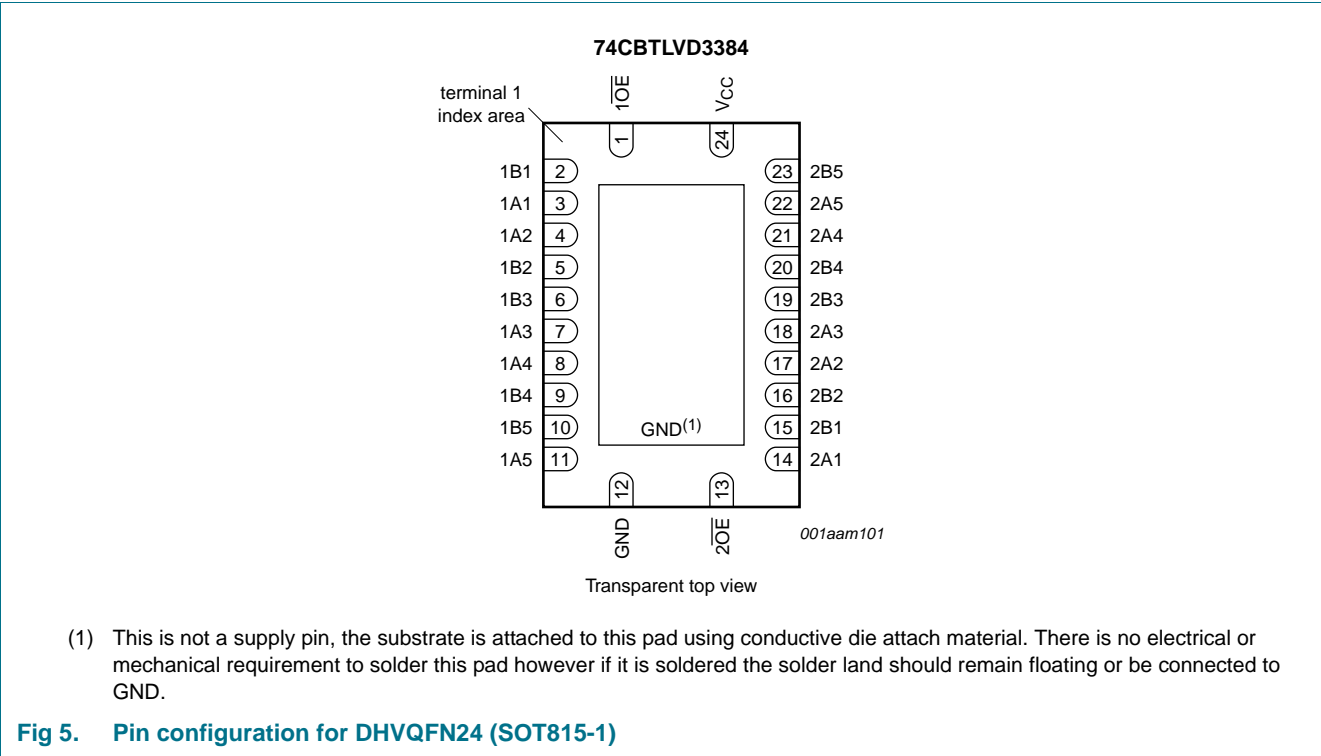 74CBTLVD3384
terminal 1
index area
1OE
VCC
1
24
1B1 2 23 2B5
1A1 3 22 2A5
1A2 4 21 2A4
1B2 5 20 2B4
1B3 6 19 2B3
1A3 7 18 2A3
1A4 8 17 2A2
1B4 9 16 2B2
1B5 10 GND(1) 15 2B1
1A5 11 14 2A1
12 13
GND 2OE
001aam101
Transparent top view
(1) This is not a supply pin, the substrate is attached to this pad using conductive die attach material. There is no electrical or
mechanical requirement to solder this pad however if it is soldered the solder land should remain floating or be connected to
GND.
Fig 5. Pin configuration for DHVQFN24 (SOT815-1)